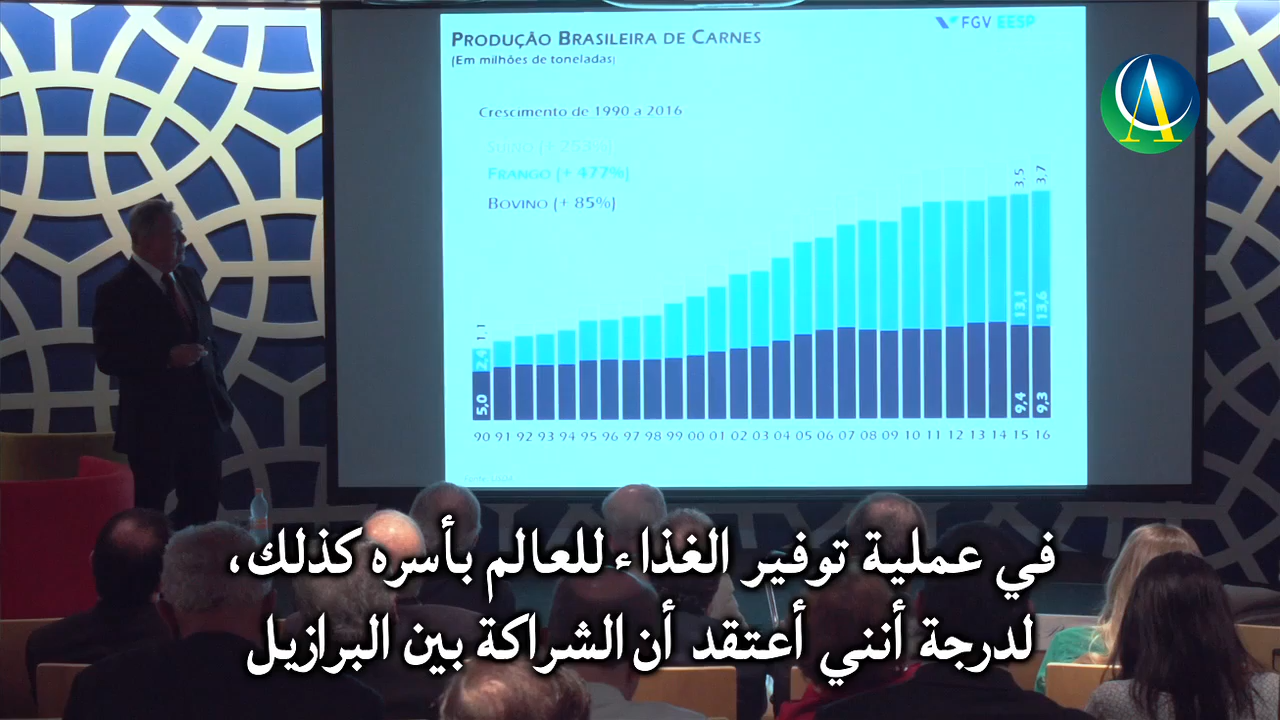 FGV EESP
PRODUÇÃO BRASILEIRA DE CARNES
(Em milhões de toneladas)
Crescimento de 1990 a 2016
SUÍNO (+ 253%)
FRANGO (+ 477%)
BOVINO (+ 85%)
3,5 3,7
1,1
13,1 13,6
2,4
5,0 9,4 9,3
90 91 92 93 94 95 96 97 98 99 00 01 02 03 04 05 06 07 08 09 10 11 12 13 14 15 16
في عملية توفير الغذاء للعالم بأسره كذلك،
لدرجة أنني أعتقد أن الشراكة بين البرازيل